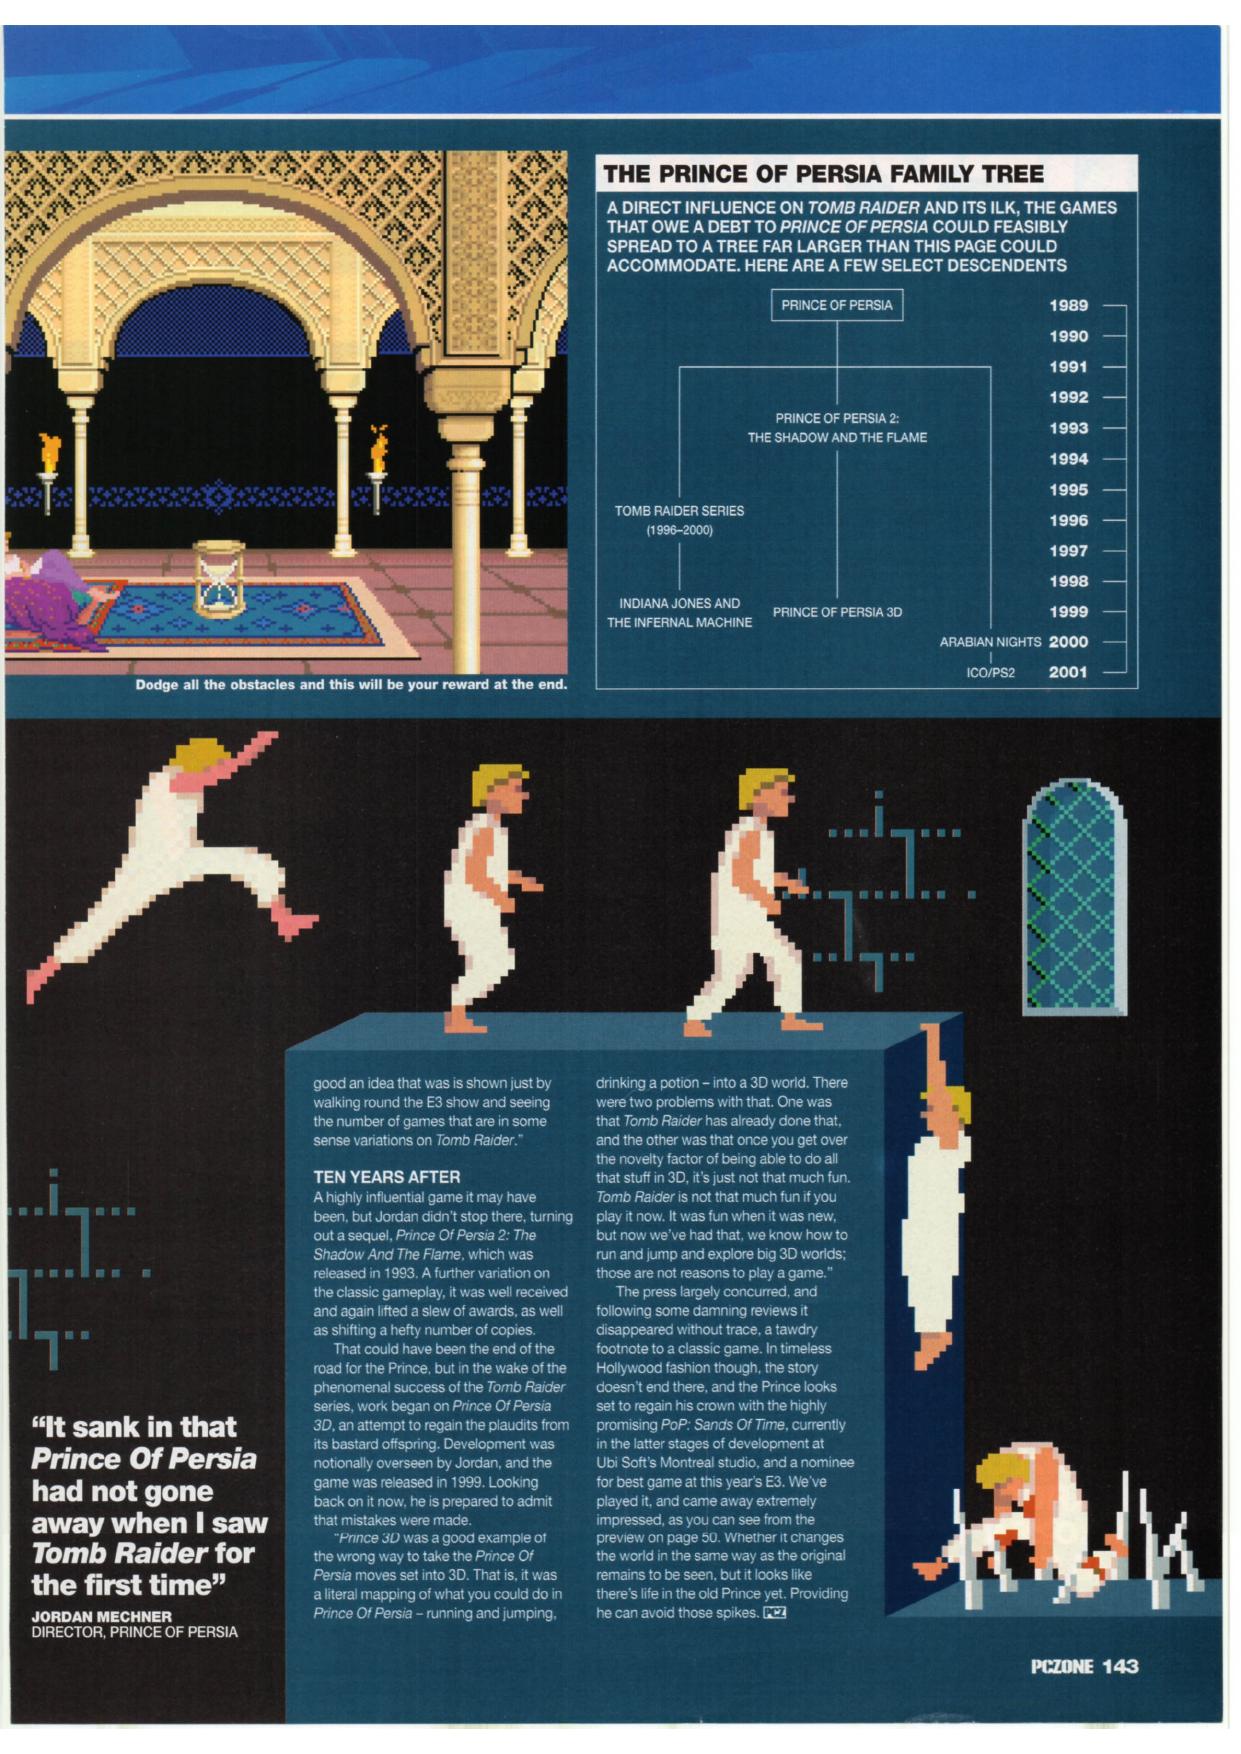 THE PRINCE OF PERSIA FAMILY TREE
A DIRECT INFLUENCE ON TOMB RAIDER AND ITS ILK, THE GAMES
THAT OWE A DEBT TO PRINCE OF PERSIA COULD FEASIBLY
SPREAD TO A TREE FAR LARGER THAN THIS PAGE COULD
ACCOMMODATE. HERE ARE A FEW SELECT DESCENDENTS
PRINCE OF PERSIA
1989
1990
1991
1992
PRINCE OF PERSIA 2:
THE SHADOW AND THE FLAME
1993
1994
1995
TOMB RAIDER SERIES
(1996–2000)
1996
1997
1998
INDIANA JONES AND
THE INFERNAL MACHINE
PRINCE OF PERSIA 3D
1999
ARABIAN NIGHTS 2000
ICO/PS2 2001
Dodge all the obstacles and this will be your reward at the end.
good an idea that was is shown just by
walking round the E3 show and seeing
the number of games that are in some
sense variations on Tomb Raider."
TEN YEARS AFTER
A highly influential game it may have
been, but Jordan didn't stop there, turning
out a sequel, Prince Of Persia 2: The
Shadow And The Flame, which was
released in 1993. A further variation on
the classic gameplay, it was well received
and again lifted a slew of awards, as well
as shifting a hefty number of copies.
That could have been the end of the
road for the Prince, but in the wake of the
phenomenal success of the Tomb Raider
series, work began on Prince Of Persia
3D, an attempt to regain the plaudits from
its bastard offspring. Development was
notionally overseen by Jordan, and the
game was released in 1999. Looking
back on it now, he is prepared to admit
that mistakes were made.
"Prince 3D was a good example of
the wrong way to take the Prince Of
Persia moves set into 3D. That is, it was
a literal mapping of what you could do in
Prince Of Persia – running and jumping,
drinking a potion – into a 3D world. There
were two problems with that. One was
that Tomb Raider has already done that,
and the other was that once you get over
the novelty factor of being able to do all
that stuff in 3D, it's just not that much fun.
Tomb Raider is not that much fun if you
play it now. It was fun when it was new,
but now we've had that, we know how to
run and jump and explore big 3D worlds;
those are not reasons to play a game."
The press largely concurred, and
following some damning reviews it
disappeared without trace, a tawdry
footnote to a classic game. In timeless
Hollywood fashion though, the story
doesn't end there, and the Prince looks
set to regain his crown with the highly
promising PoP: Sands Of Time, currently
in the latter stages of development at
Ubi Soft's Montreal studio, and a nominee
for best game at this year's E3. We've
played it, and came away extremely
impressed, as you can see from the
preview on page 50. Whether it changes
the world in the same way as the original
remains to be seen, but it looks like
there's life in the old Prince yet. Providing
he can avoid those spikes. PCZ
"It sank in that
Prince Of Persia
had not gone
away when I saw
Tomb Raider for
the first time"
JORDAN MECHNER
DIRECTOR, PRINCE OF PERSIA
PCZONE 143